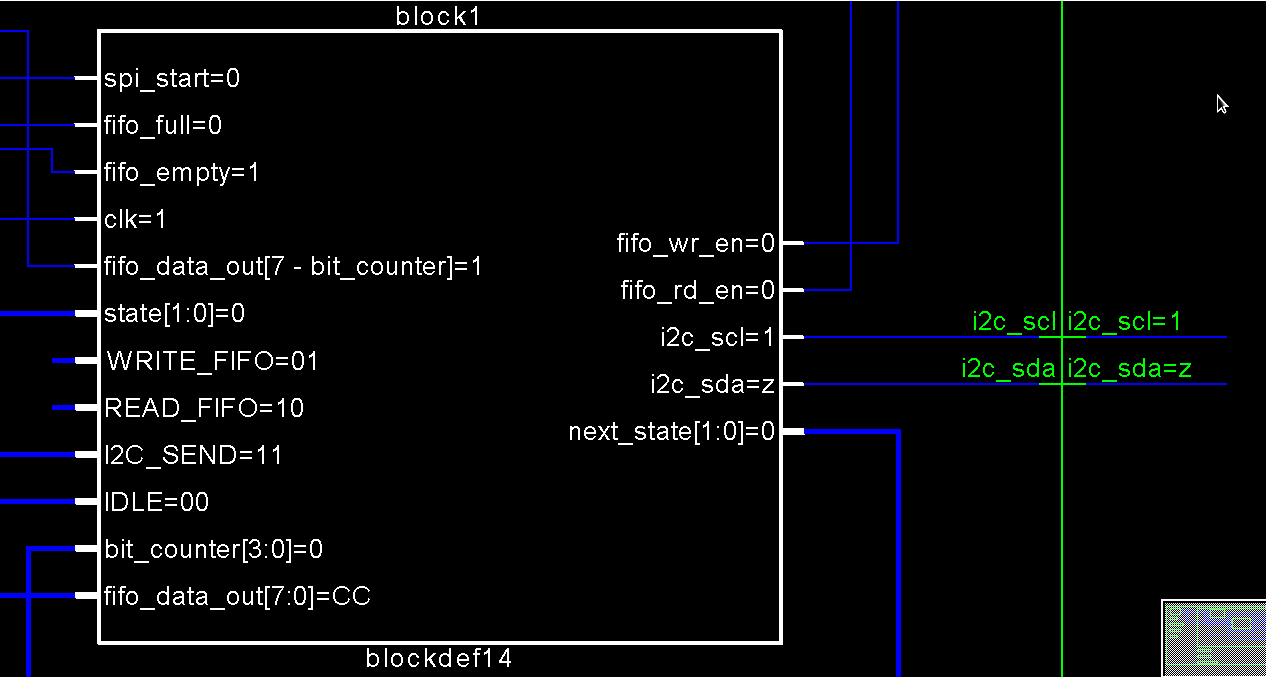 block1
spi_start=0
fifo_full=0
fifo_empty=1
clk=1
fifo_data_out[7 - bit_counter]=1
state[1:0]=0
WRITE_FIFO=01
READ_FIFO=10
I2C_SEND=11
IDLE=00
bit_counter[3:0]=0
fifo_data_out[7:0]=CC
fifo_wr_en=0
fifo_rd_en=0
i2c_scl=1
i2c_sda=z
next_state[1:0]=0
i2c_scl i2c_scl=1
i2c_sda i2c_sda=z
blockdef14